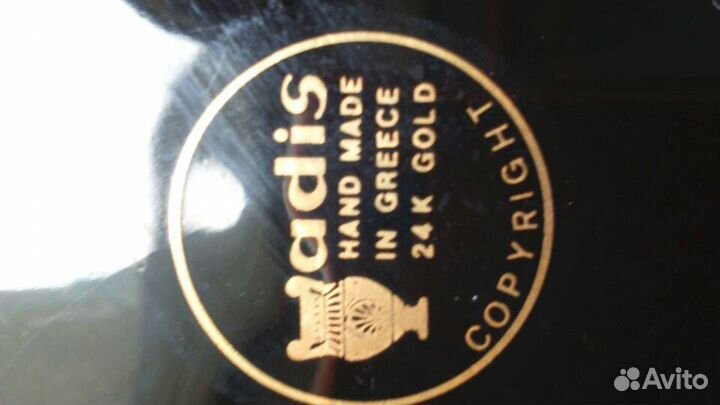 adis
HAND MADE
IN GREECE
24 K GOLD
COPYRIGHT
Avito